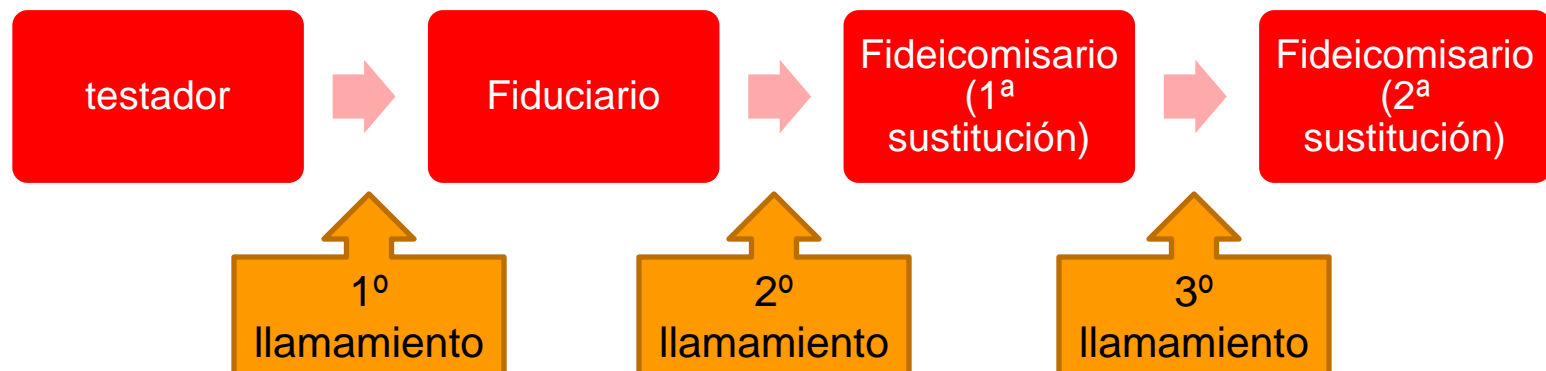 testador
Fiduciario
Fideicomisario
(1ª
sustitución)
Fideicomisario
(2ª
sustitución)
1º
llamamiento
2º
llamamiento
3º
llamamiento